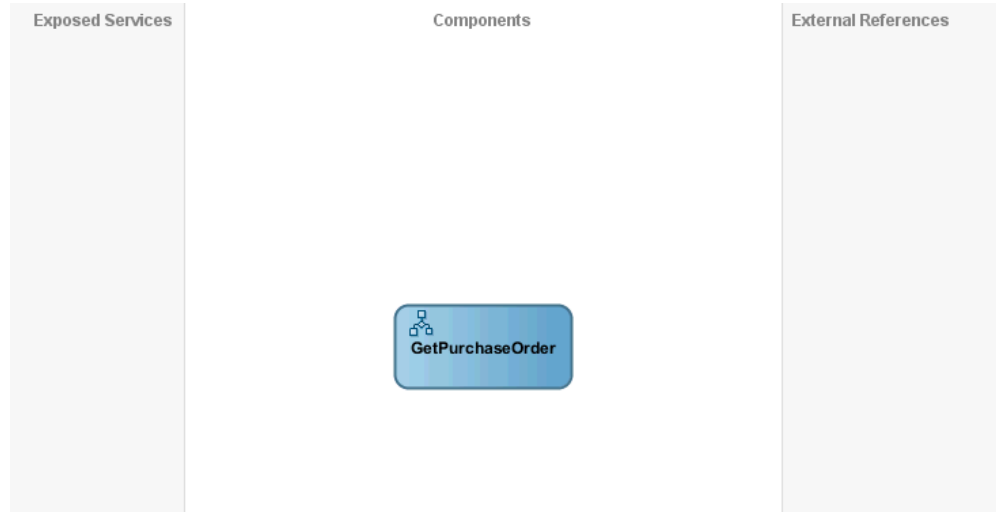 Exposed Services
Components
External References
GetPurchaseOrder